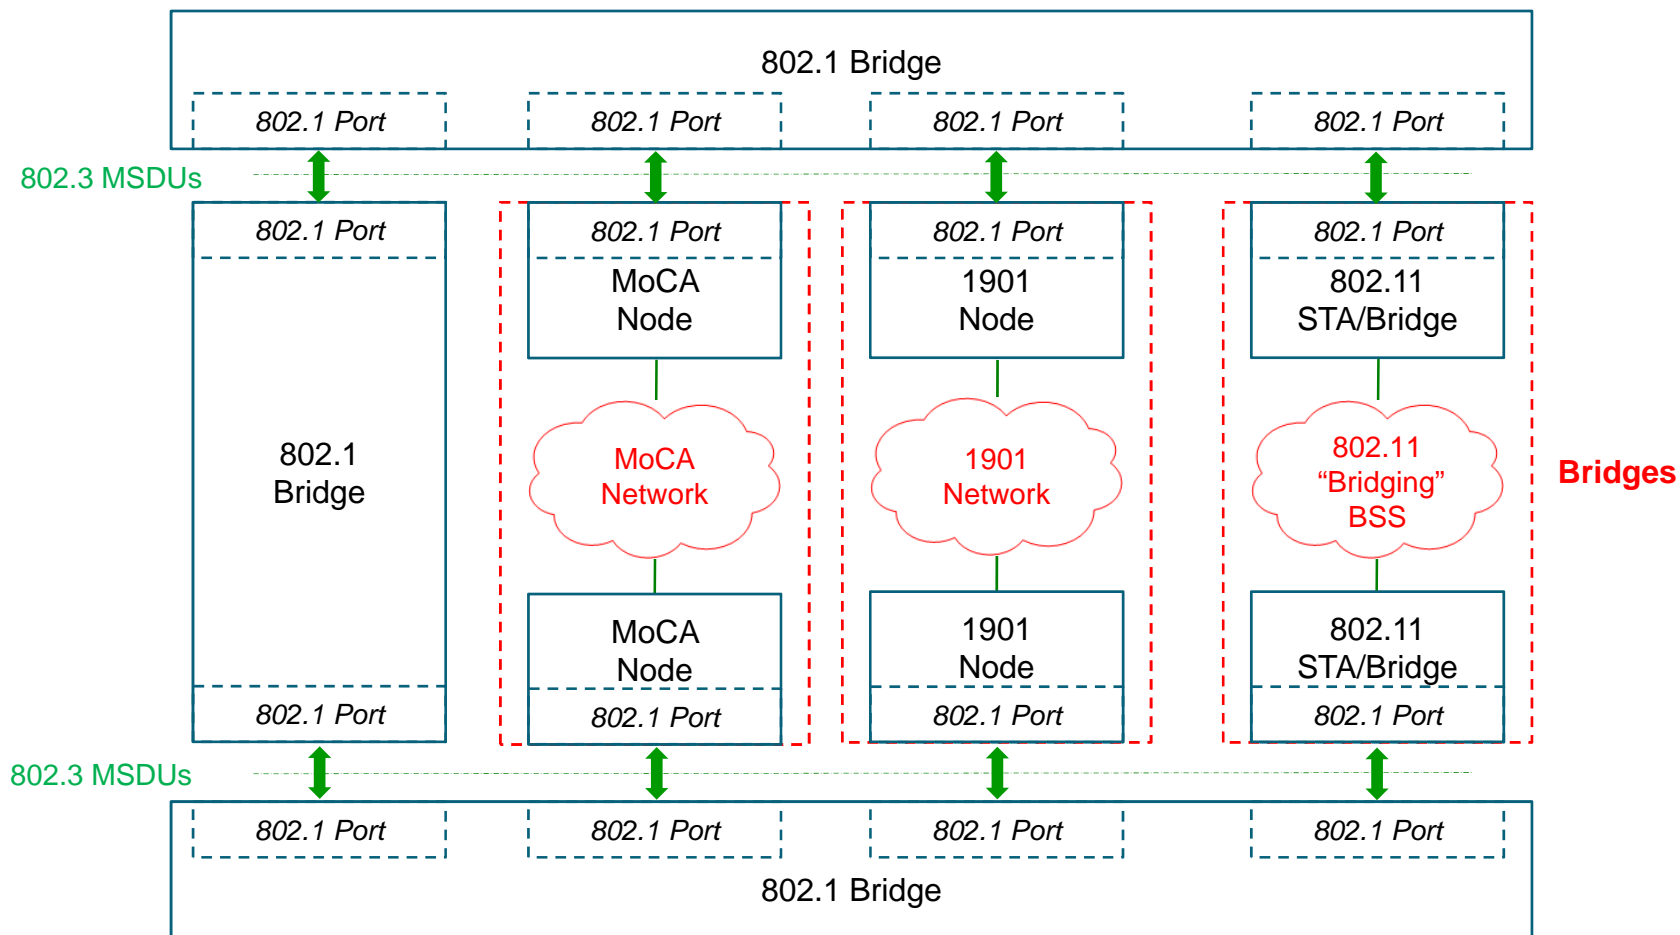 802.1 Bridge
802.1 Port
802.1 Port
802.1 Port
802.1 Port
802.3 MSDUs
802.1 Port
802.1 Port
802.1 Port
802.1 Port
MoCA
Node
1901
Node
802.11
STA/Bridge
802.1
Bridge
MoCA
Network
1901
Network
802.11
“Bridging”
BSS
Bridges
MoCA
Node
1901
Node
802.11
STA/Bridge
802.1 Port
802.1 Port
802.1 Port
802.1 Port
802.3 MSDUs
802.1 Port
802.1 Port
802.1 Port
802.1 Port
802.1 Bridge